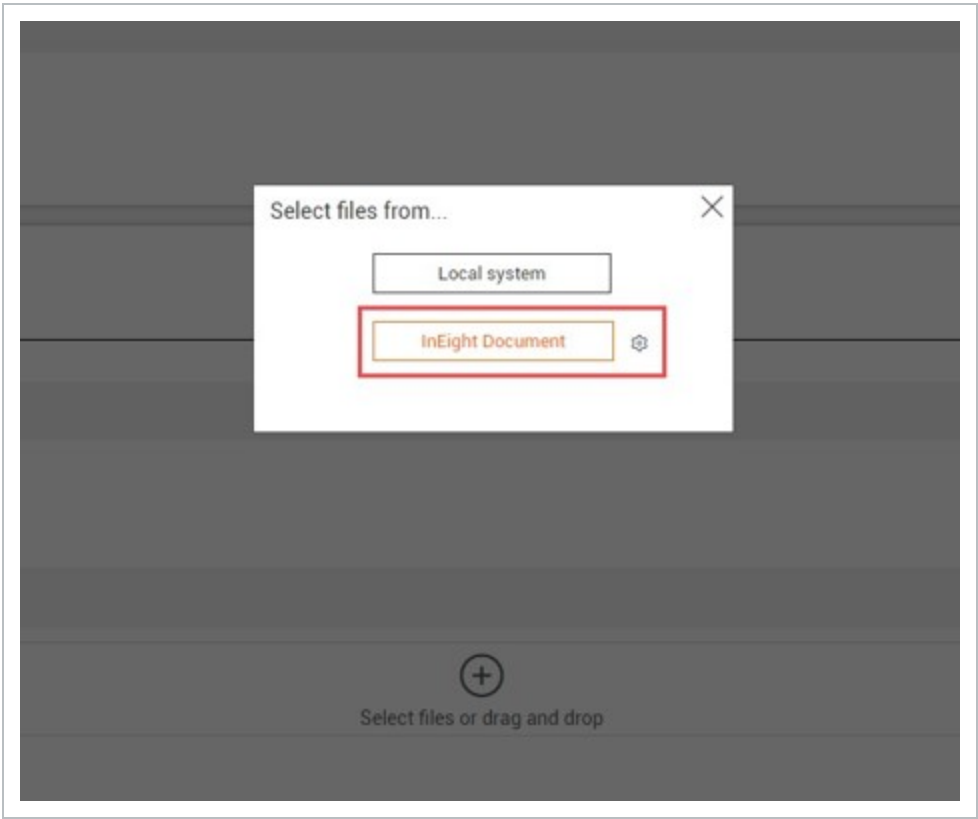 Select files from...
Local system
InEight Document
Select files or drag and drop